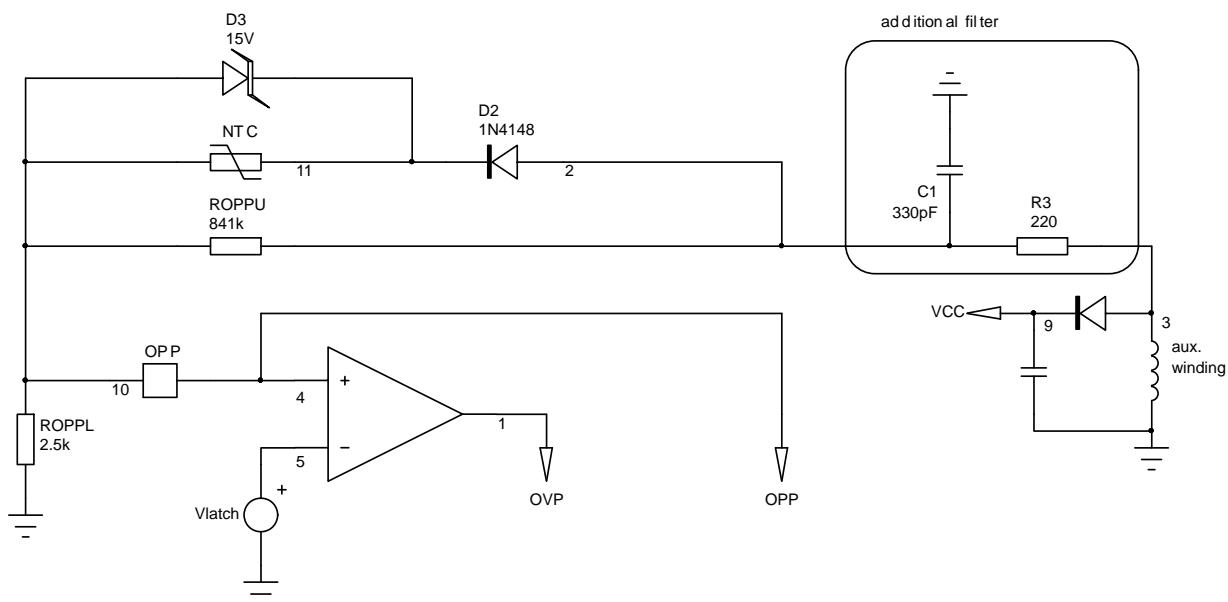 additional filter
D3
15V
D2
1N4148
NTC
11
2
C1
330pF
R3
220
ROPPU
841k
VCC
9
3
aux.
winding
OPP
10
4
+
1
ROPPL
2.5k
5
−
+
Vlatch
OVP
OPP